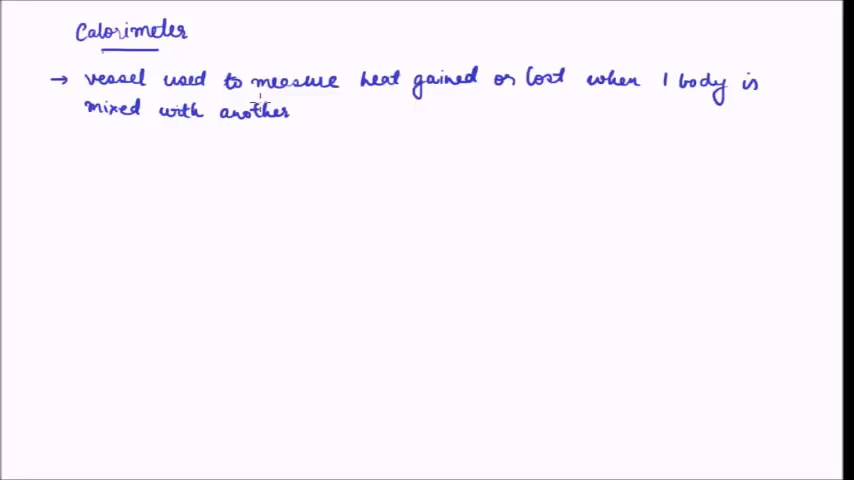 Calorimeter
→ vessel used to measure heat gained or lost when 1 body is
mixed with another